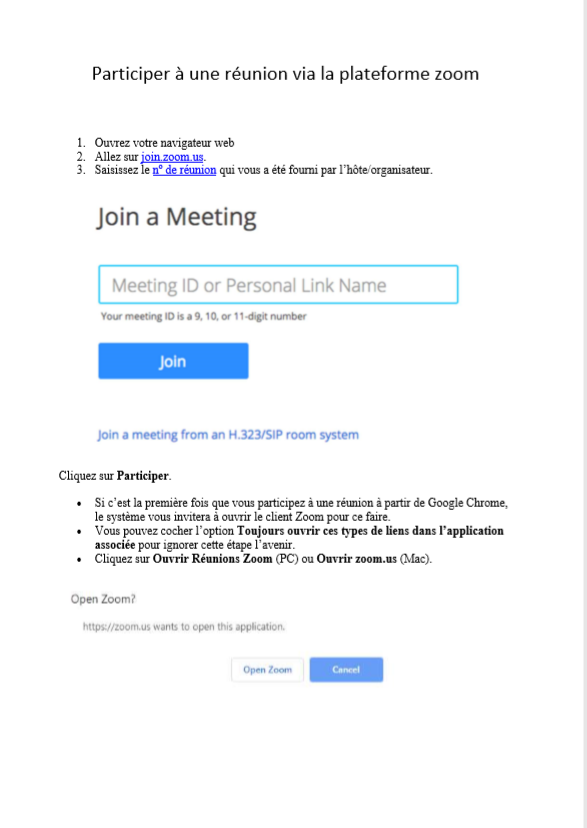 Participer à une réunion via la plateforme zoom
1. Ouvrez votre navigateur web
2. Allez sur join.zoom.us.
3. Saisissez le n° de réunion qui vous a été fourni par l’hôte/organisateur.
Join a Meeting
Meeting ID or Personal Link Name
Your meeting ID is a 9, 10, or 11-digit number
Join
Join a meeting from an H.323/SIP room system
Cliquez sur Participer.
• Si c’est la première fois que vous participez à une réunion à partir de Google Chrome,
le système vous invitera à ouvrir le client Zoom pour ce faire.
• Vous pouvez cocher l’option Toujours ouvrir ces types de liens dans l’application
associée pour ignorer cette étape l’avenir.
• Cliquez sur Ouvrir Réunions Zoom (PC) ou Ouvrir zoom.us (Mac).
Open Zoom?
https://zoom.us wants to open this application.
Open Zoom Cancel